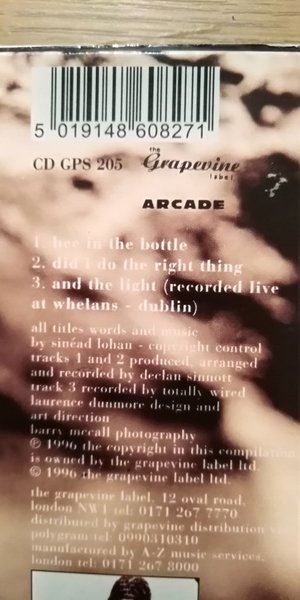 5 019148 608271
CD GPS 205
the
Grapevine
label
ARCADE
1. bee in the bottle
2. did i do the right thing
3. and the light (recorded live
at whelans - dublin)
all titles words and music
by sinéad lohan - copyright control
tracks 1 and 2 produced, arranged
and recorded by declan sinnott
track 3 recorded by totally wired
laurence dunmore design and
art direction
barry mccall photography
℗ 1996 the copyright in this compilation
is owned by the grapevine label ltd.
© 1996 the grapevine label ltd.
the grapevine label, 12 oval road,
london NW1 tel: 0171 267 7770
distributed by grapevine distribution
polygram tel: 0990310310
manufactured by A-Z music services,
london tel: 0171 267 8000